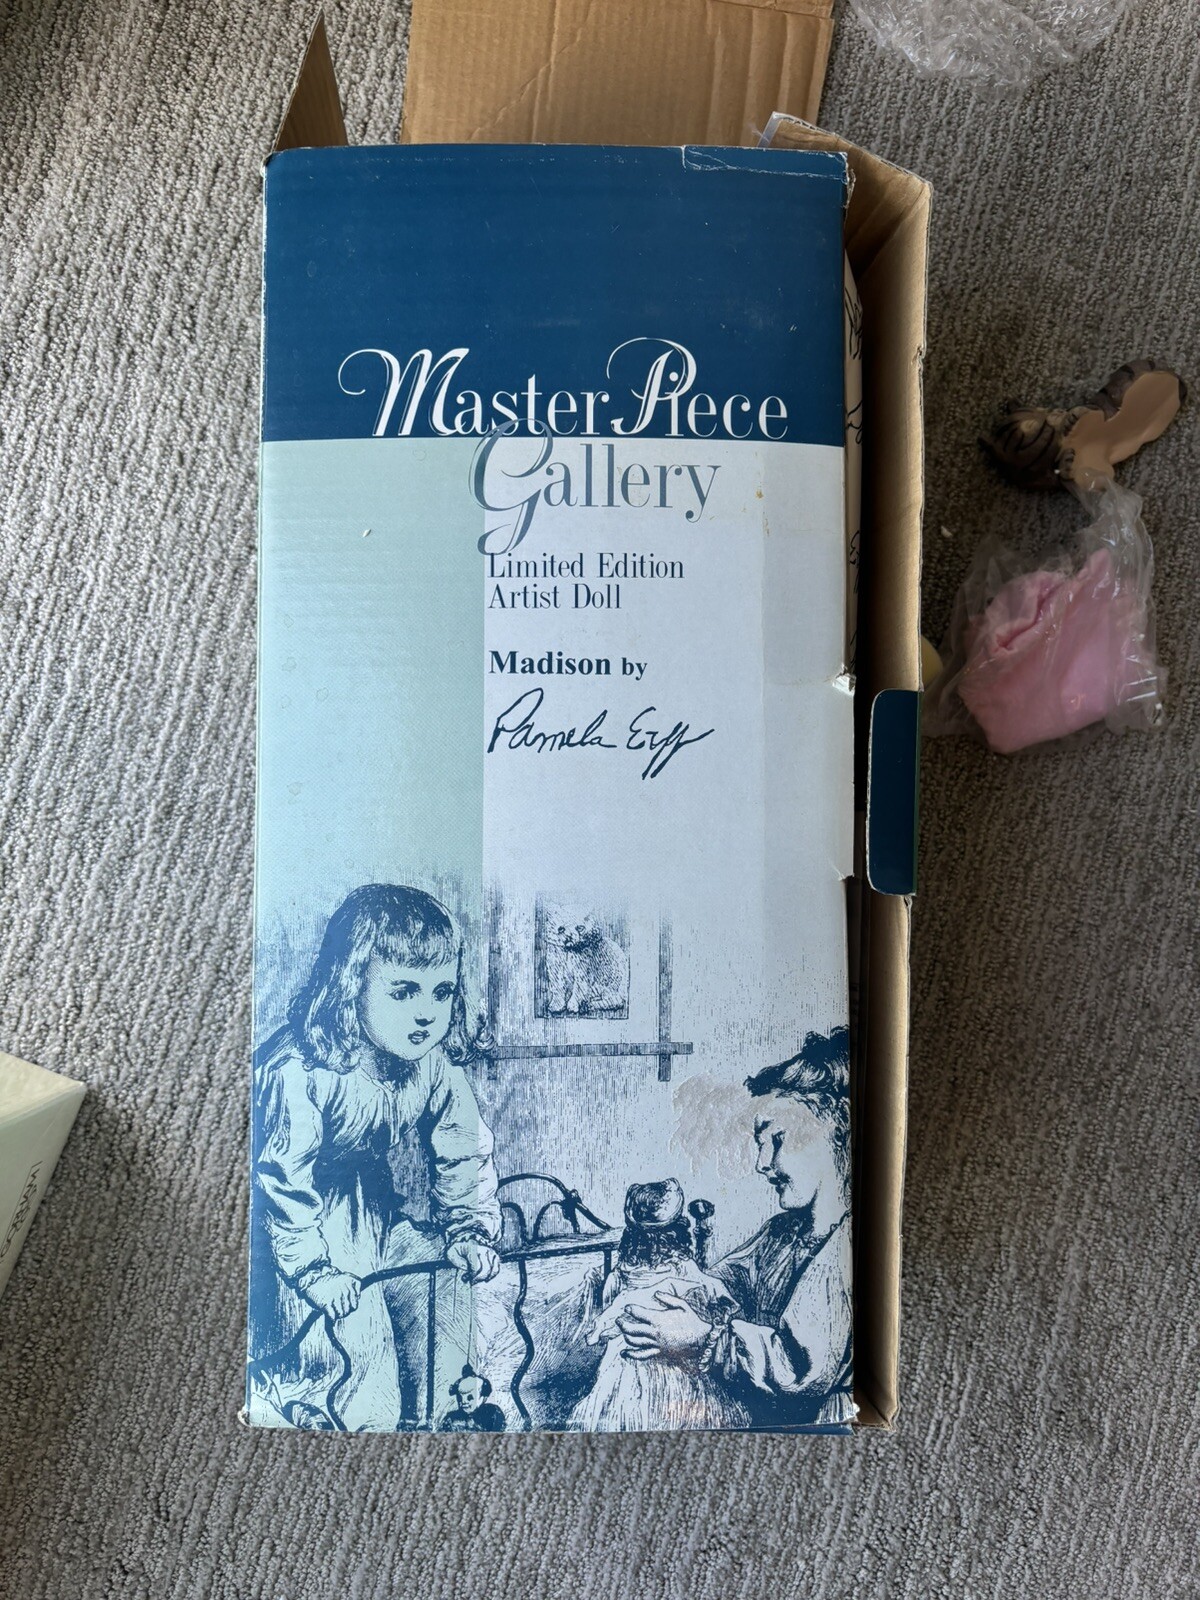 Master Piece
Gallery
Limited Edition
Artist Doll
Madison by
Pamela Erff